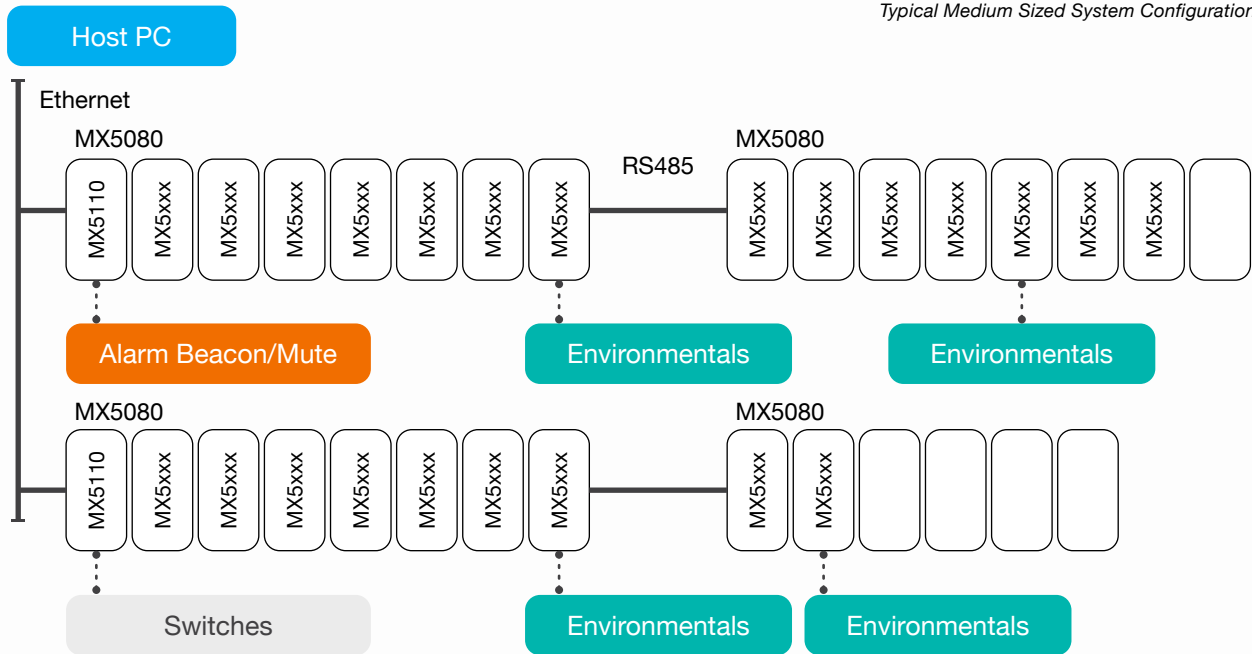 Typical Medium Sized System Configuration
Host PC
Ethernet
MX5080
RS485
MX5080
MX5110
MX5xxx
MX5xxx
MX5xxx
MX5xxx
MX5xxx
MX5xxx
MX5xxx
MX5xxx
MX5xxx
MX5xxx
MX5xxx
MX5xxx
MX5xxx
MX5xxx
Alarm Beacon/Mute
Environmentals
Environmentals
MX5080
MX5080
MX5110
MX5xxx
MX5xxx
MX5xxx
MX5xxx
MX5xxx
MX5xxx
MX5xxx
MX5xxx
MX5xxx
Switches
Environmentals
Environmentals